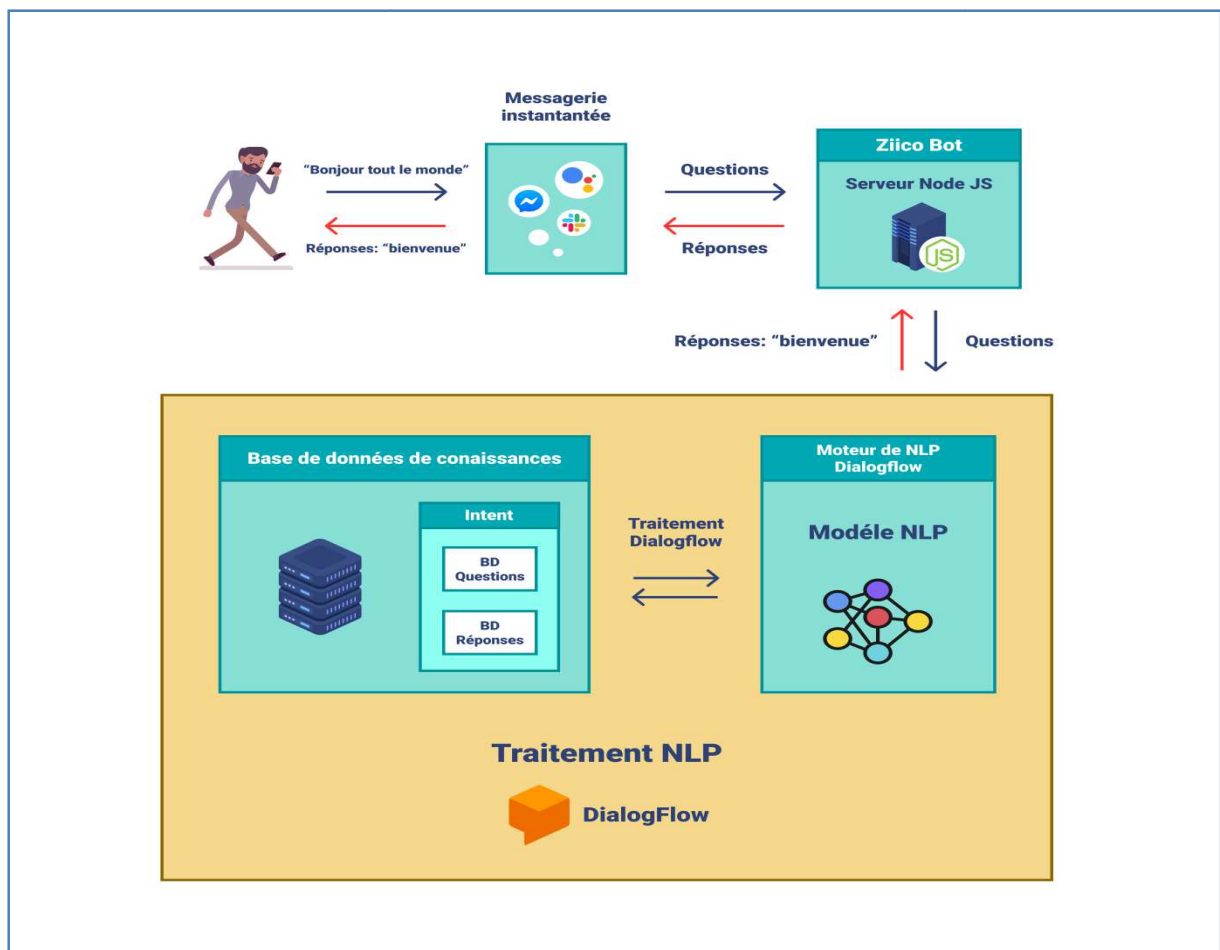 Messagerie
instantantée
“Bonjour tout le monde”
Réponses: “bienvenue”
Questions
Réponses
Ziico Bot
Serveur Node JS
JS
Réponses: “bienvenue”
Questions
Base de données de conaissances
Intent
BD
Questions
BD
Réponses
Traitement
Dialogflow
Moteur de NLP
Dialogflow
Modéle NLP
Traitement NLP
DialogFlow